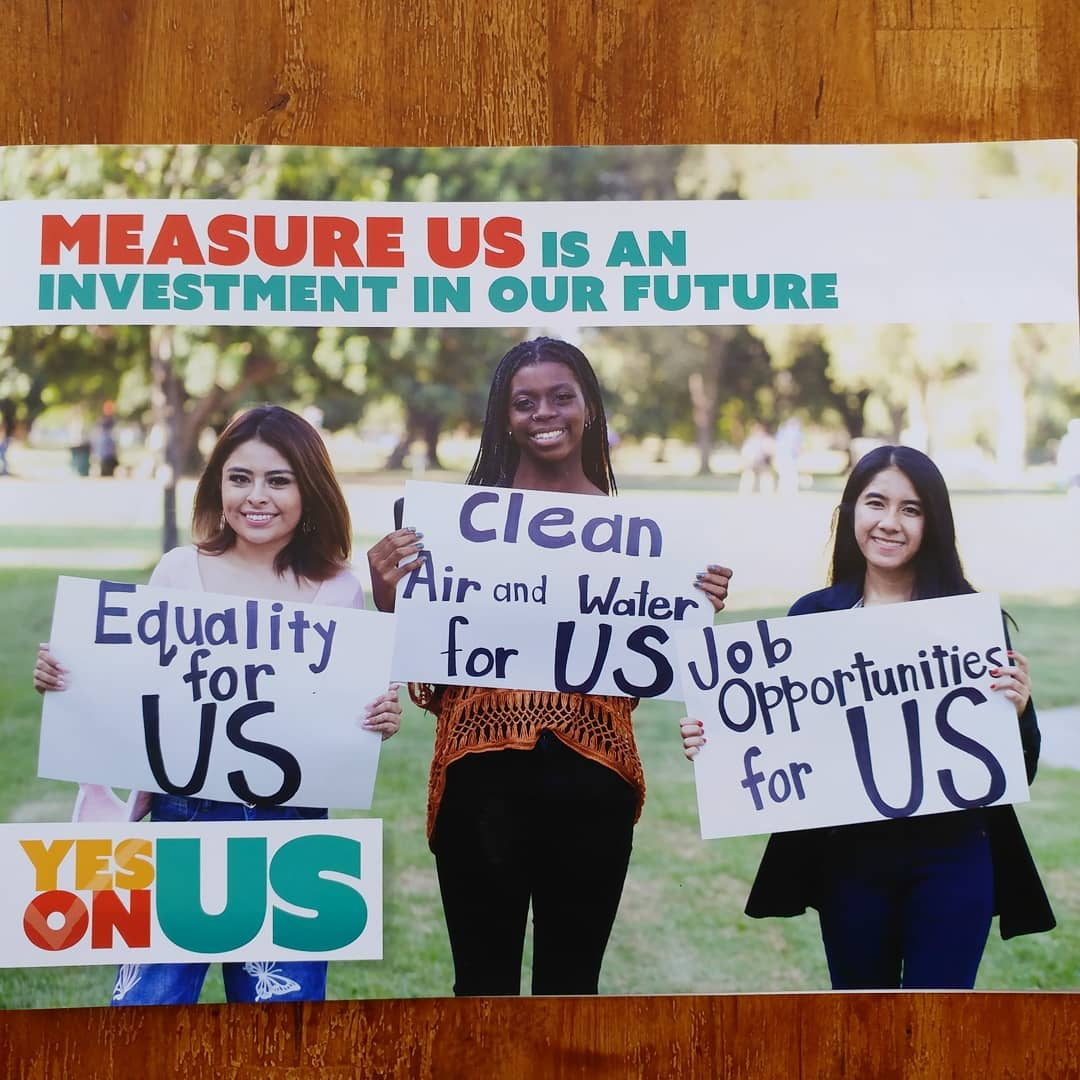 MEASURE US IS AN
INVESTMENT IN OUR FUTURE
Equality
for
US
Clean
Air and Water
for US
Job
Opportunities
for US
YES
ON US